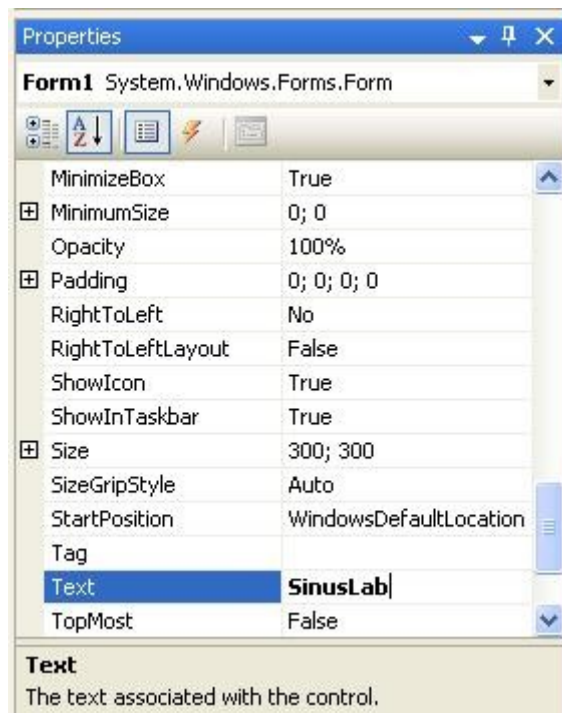 Properties
Form1 System.Windows.Forms.Form
MinimizeBox True
MinimumSize 0; 0
Opacity 100%
Padding 0; 0; 0; 0
RightToLeft No
RightToLeftLayout False
ShowIcon True
ShowInTaskbar True
Size 300; 300
SizeGripStyle Auto
StartPosition WindowsDefaultLocation
Tag
Text SinusLab
TopMost False
Text
The text associated with the control.